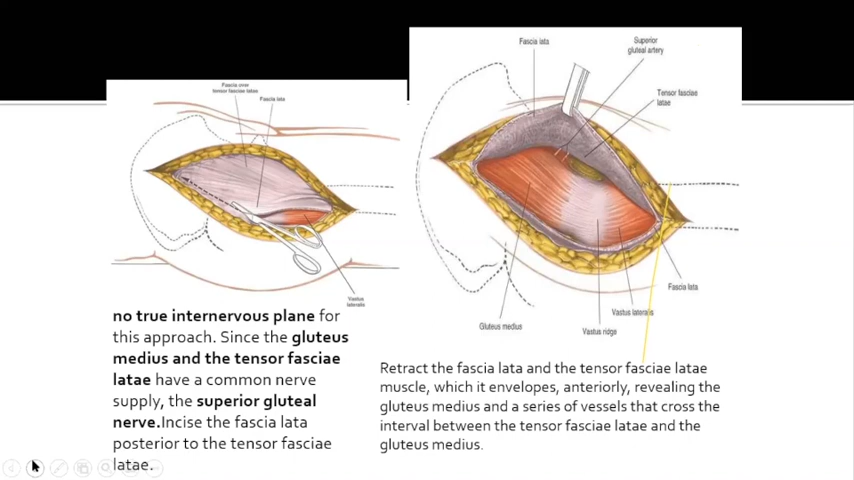 Fascia over
tensor fasciae latae
Fascia lata
Vastus
lateralis
no true internervous plane for
this approach. Since the gluteus
medius and the tensor fasciae
latae have a common nerve
supply, the superior gluteal
nerve.Incise the fascia lata
posterior to the tensor fasciae
latae.
Fascia lata
Superior
gluteal artery
Tensor fasciae
latae
Fascia lata
Vastus lateralis
Vastus ridge
Gluteus medius
Retract the fascia lata and the tensor fasciae latae
muscle, which it envelopes, anteriorly, revealing the
gluteus medius and a series of vessels that cross the
interval between the tensor fasciae latae and the
gluteus medius.